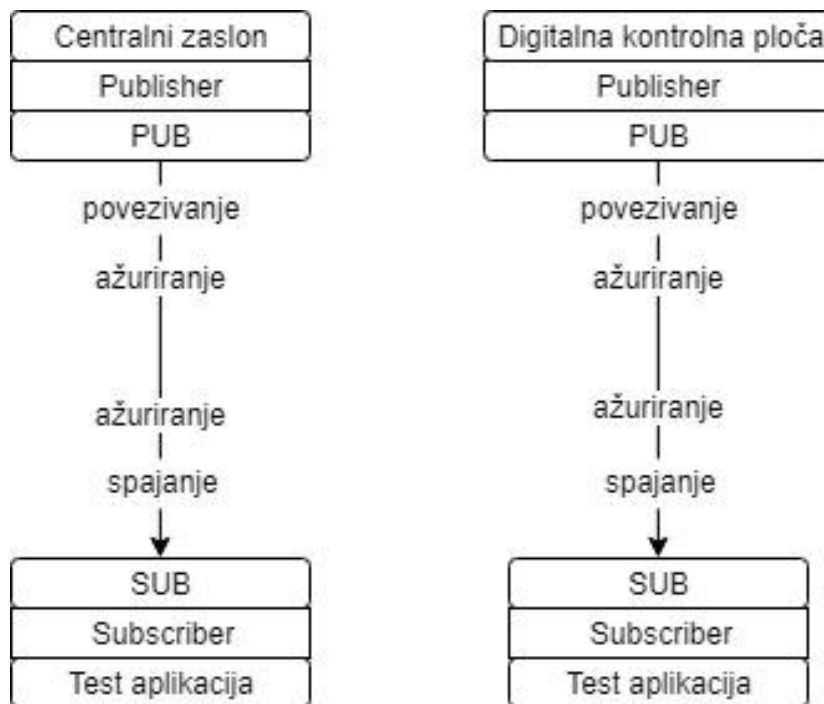 Centralni zaslon
Publisher
PUB
povezivanje
ažuriranje
ažuriranje
spajanje
SUB
Subscriber
Test aplikacija
Digitalna kontrolna ploča
Publisher
PUB
povezivanje
ažuriranje
ažuriranje
spajanje
SUB
Subscriber
Test aplikacija